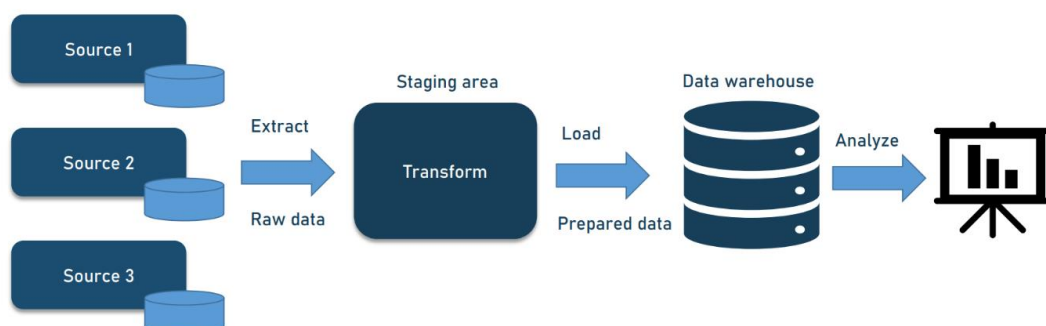 Source 1
Source 2
Source 3
Extract
Raw data
Staging area
Transform
Load
Prepared data
Data warehouse
Analyze